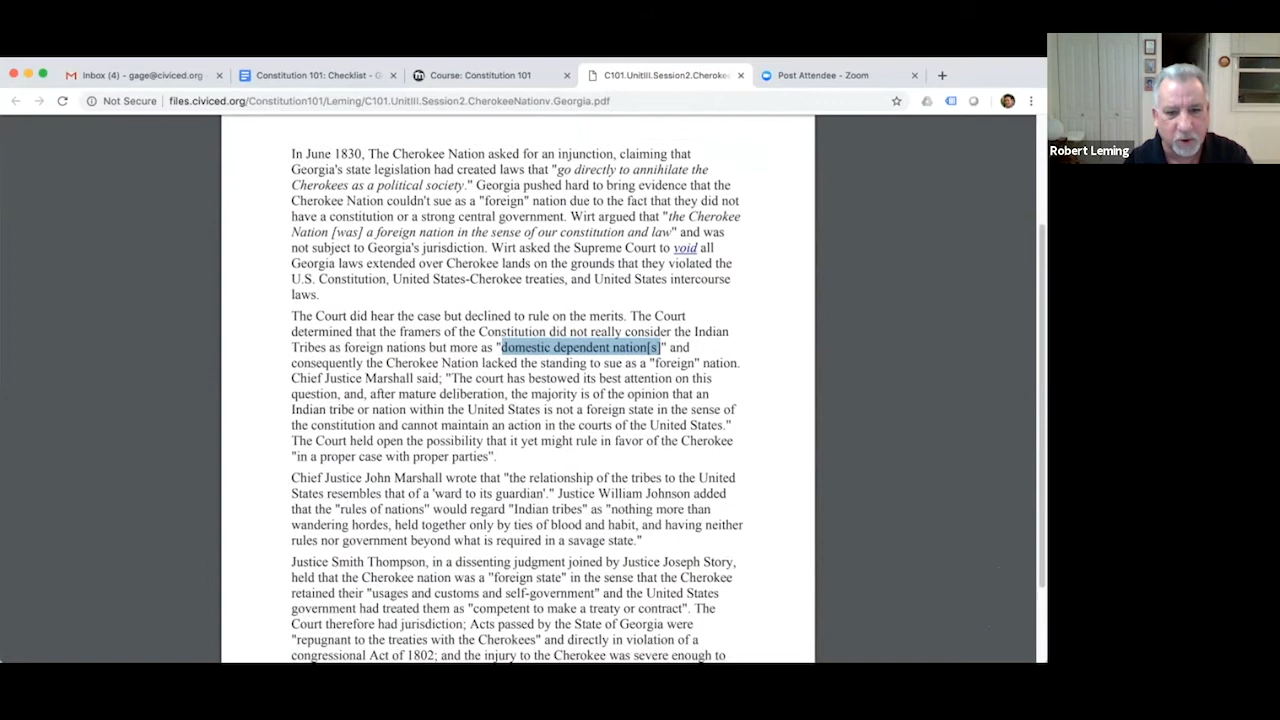 Inbox (4) - gage@civiced.org
Constitution 101: Checklist - G
Course: Constitution 101
C101.UnitIII.Session2.Cheroke
Post Attendee - Zoom
Not Secure | files.civiced.org/Constitution101/Leming/C101.UnitIII.Session2.CherokeeNationv.Georgia.pdf
Robert Leming
In June 1830, The Cherokee Nation asked for an injunction, claiming that
Georgia's state legislation had created laws that "go directly to annihilate the
Cherokees as a political society." Georgia pushed hard to bring evidence that the
Cherokee Nation couldn't sue as a "foreign" nation due to the fact that they did not
have a constitution or a strong central government. Wirt argued that "the Cherokee
Nation [was] a foreign nation in the sense of our constitution and law" and was
not subject to Georgia's jurisdiction. Wirt asked the Supreme Court to void all
Georgia laws extended over Cherokee lands on the grounds that they violated the
U.S. Constitution, United States-Cherokee treaties, and United States intercourse
laws.
The Court did hear the case but declined to rule on the merits. The Court
determined that the framers of the Constitution did not really consider the Indian
Tribes as foreign nations but more as "domestic dependent nation[s]" and
consequently the Cherokee Nation lacked the standing to sue as a "foreign" nation.
Chief Justice Marshall said; "The court has bestowed its best attention on this
question, and, after mature deliberation, the majority is of the opinion that an
Indian tribe or nation within the United States is not a foreign state in the sense of
the constitution and cannot maintain an action in the courts of the United States."
The Court held open the possibility that it yet might rule in favor of the Cherokee
"in a proper case with proper parties".
Chief Justice John Marshall wrote that "the relationship of the tribes to the United
States resembles that of a 'ward to its guardian'." Justice William Johnson added
that the "rules of nations" would regard "Indian tribes" as "nothing more than
wandering hordes, held together only by ties of blood and habit, and having neither
rules nor government beyond what is required in a savage state."
Justice Smith Thompson, in a dissenting judgment joined by Justice Joseph Story,
held that the Cherokee nation was a "foreign state" in the sense that the Cherokee
retained their "usages and customs and self-government" and the United States
government had treated them as "competent to make a treaty or contract". The
Court therefore had jurisdiction; Acts passed by the State of Georgia were
"repugnant to the treaties with the Cherokees" and directly in violation of a
congressional Act of 1802; and the injury to the Cherokee was severe enough to